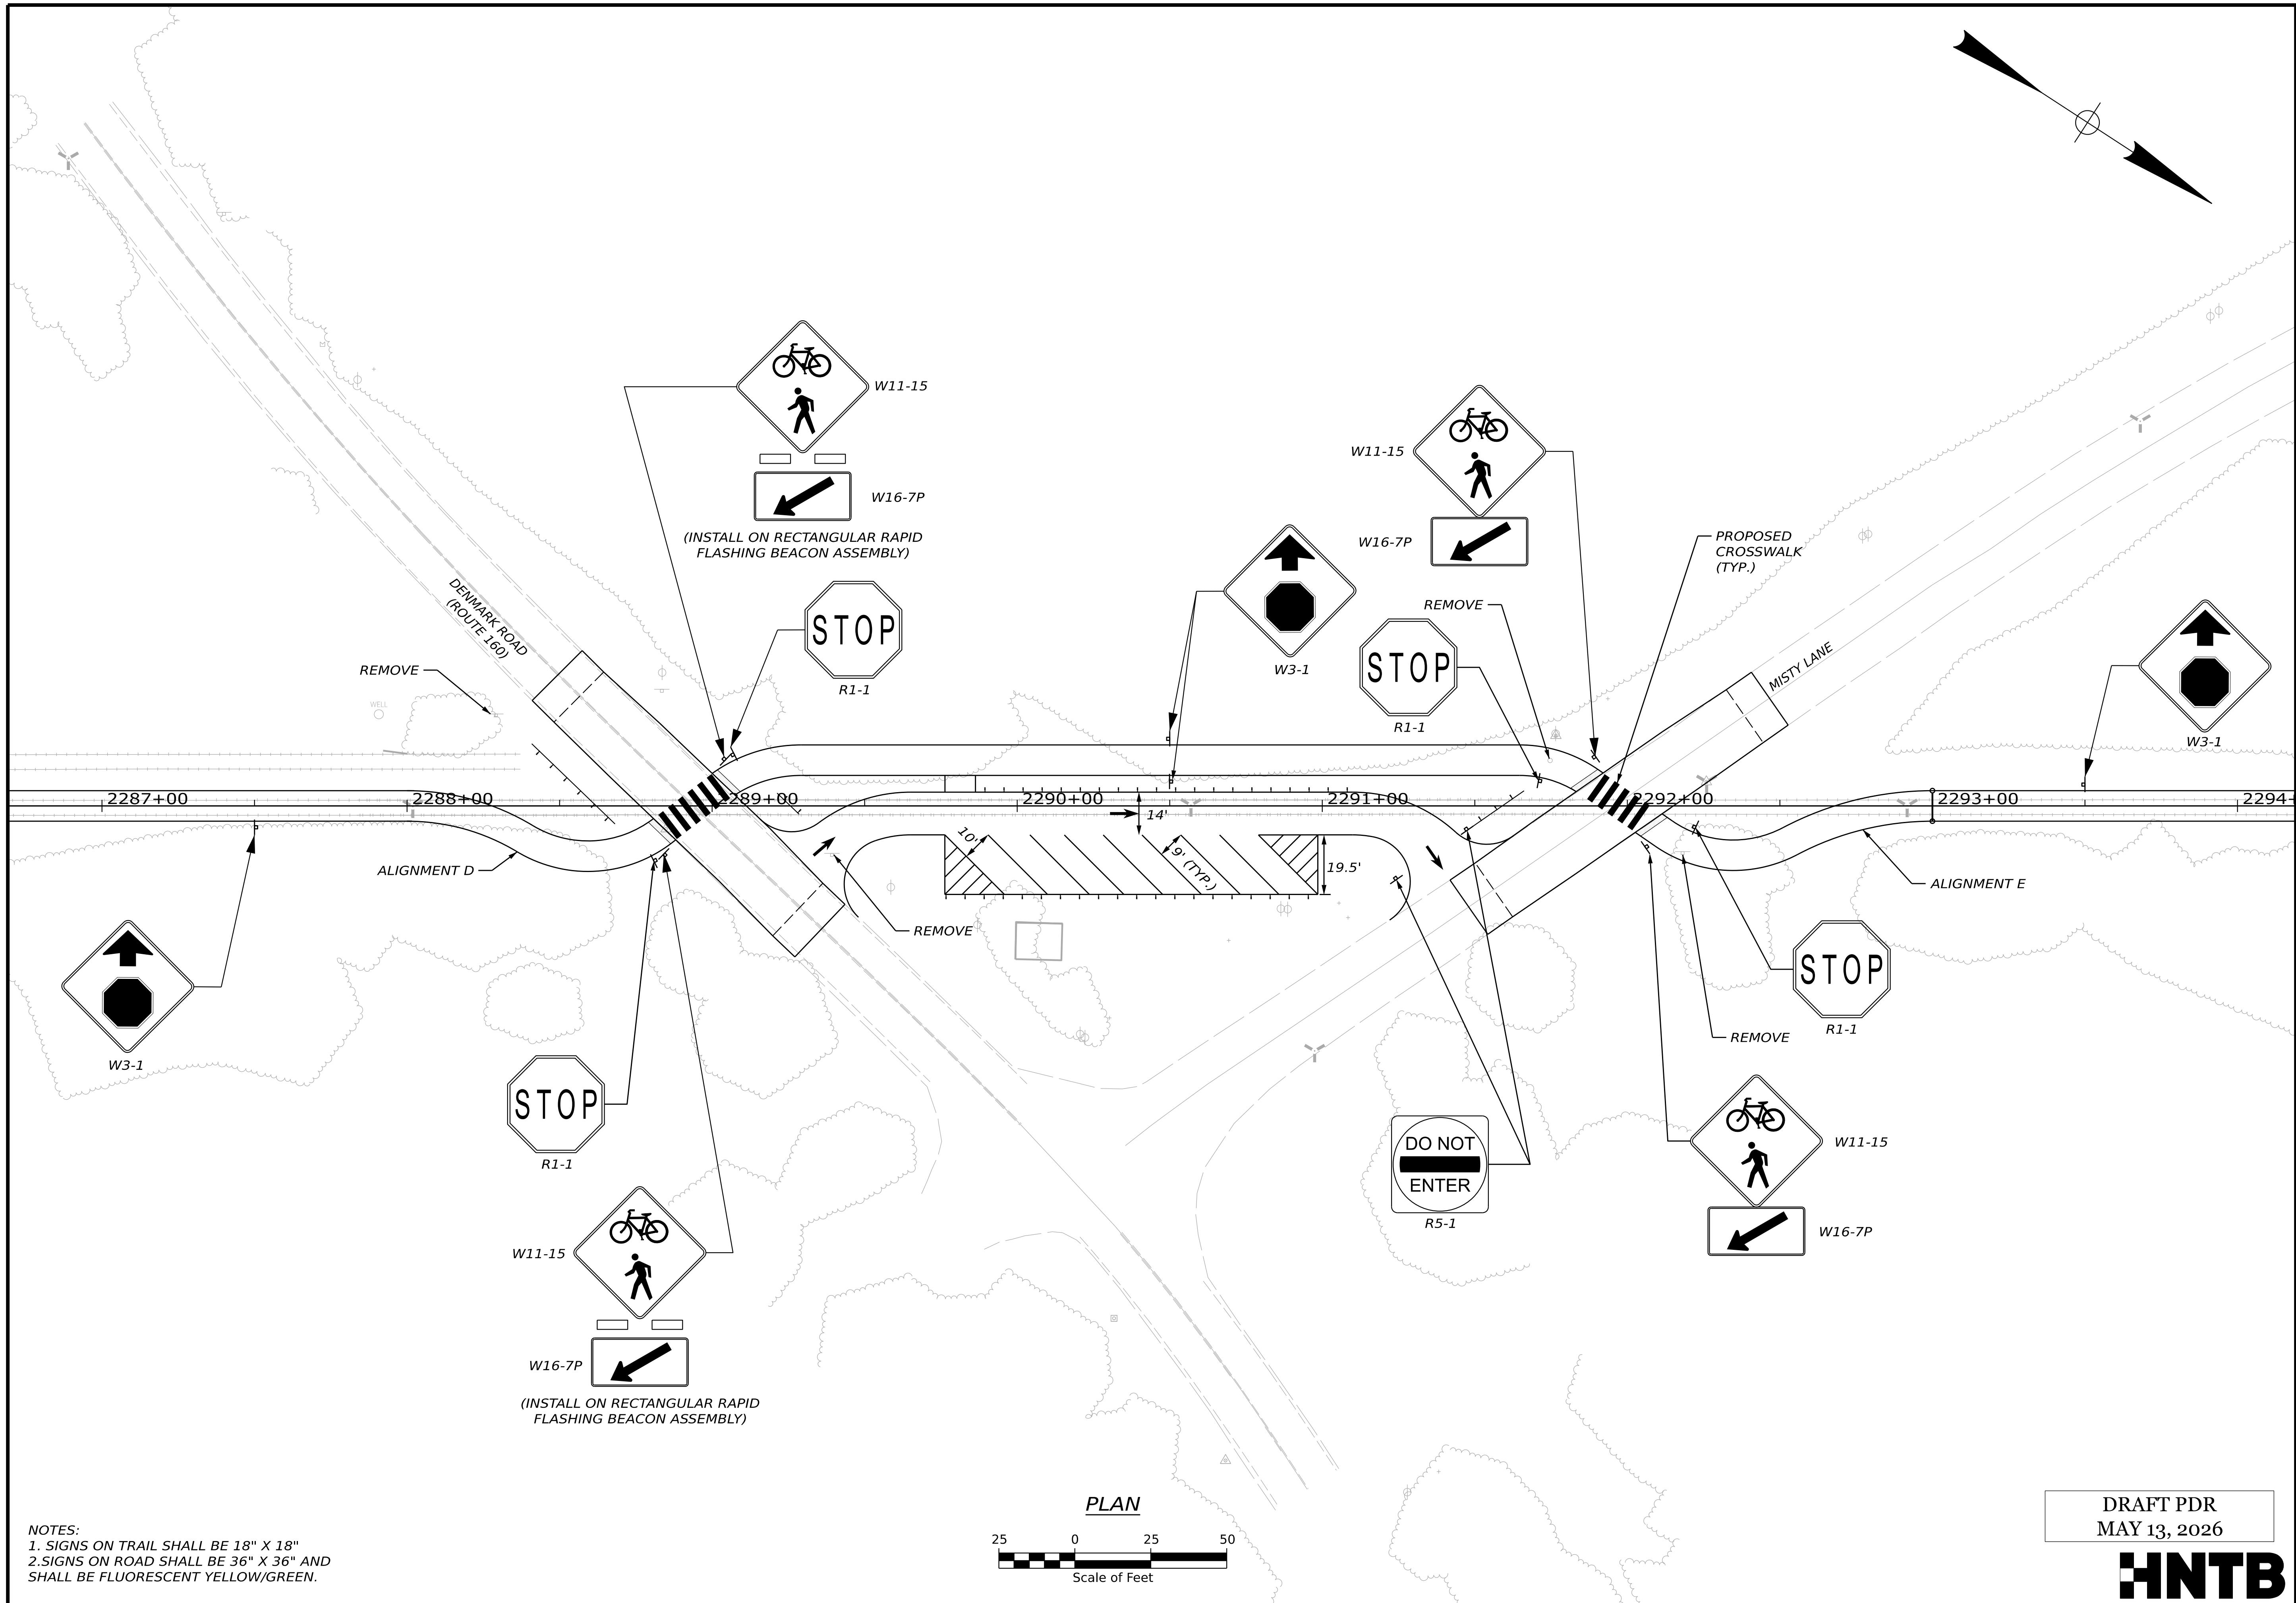 W11-15
W16-7P
(INSTALL ON RECTANGULAR RAPID
FLASHING BEACON ASSEMBLY)
STOP
R1-1
W3-1
W11-15
W16-7P
REMOVE
STOP
R1-1
PROPOSED
CROSSWALK
(TYP.)
MISTY LANE
W3-1
DENMARK ROAD
(ROUTE 160)
REMOVE
WELL
2287+00
2288+00
2289+00
2290+00
2291+00
2292+00
2293+00
2294+
14'
10'
9' (TYP.)
19.5'
ALIGNMENT D
REMOVE
ALIGNMENT E
W3-1
STOP
R1-1
REMOVE
STOP
R1-1
W11-15
W16-7P
(INSTALL ON RECTANGULAR RAPID
FLASHING BEACON ASSEMBLY)
DO NOT
ENTER
R5-1
W11-15
W16-7P
PLAN
25 0 25 50
Scale of Feet
NOTES:
1. SIGNS ON TRAIL SHALL BE 18" X 18"
2.SIGNS ON ROAD SHALL BE 36" X 36" AND
SHALL BE FLUORESCENT YELLOW/GREEN.
DRAFT PDR
MAY 13, 2026
HNTB